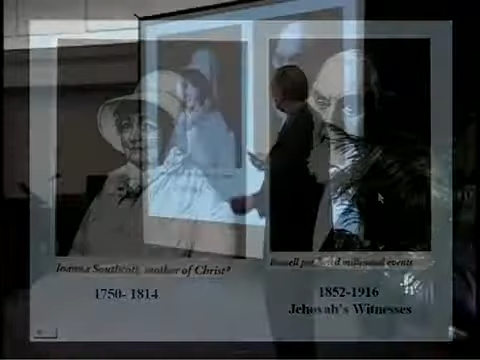 Joanna Southcott, mother of Christ?
1750- 1814
Russell millennial events
1852-1916
Jehovah's Witnesses